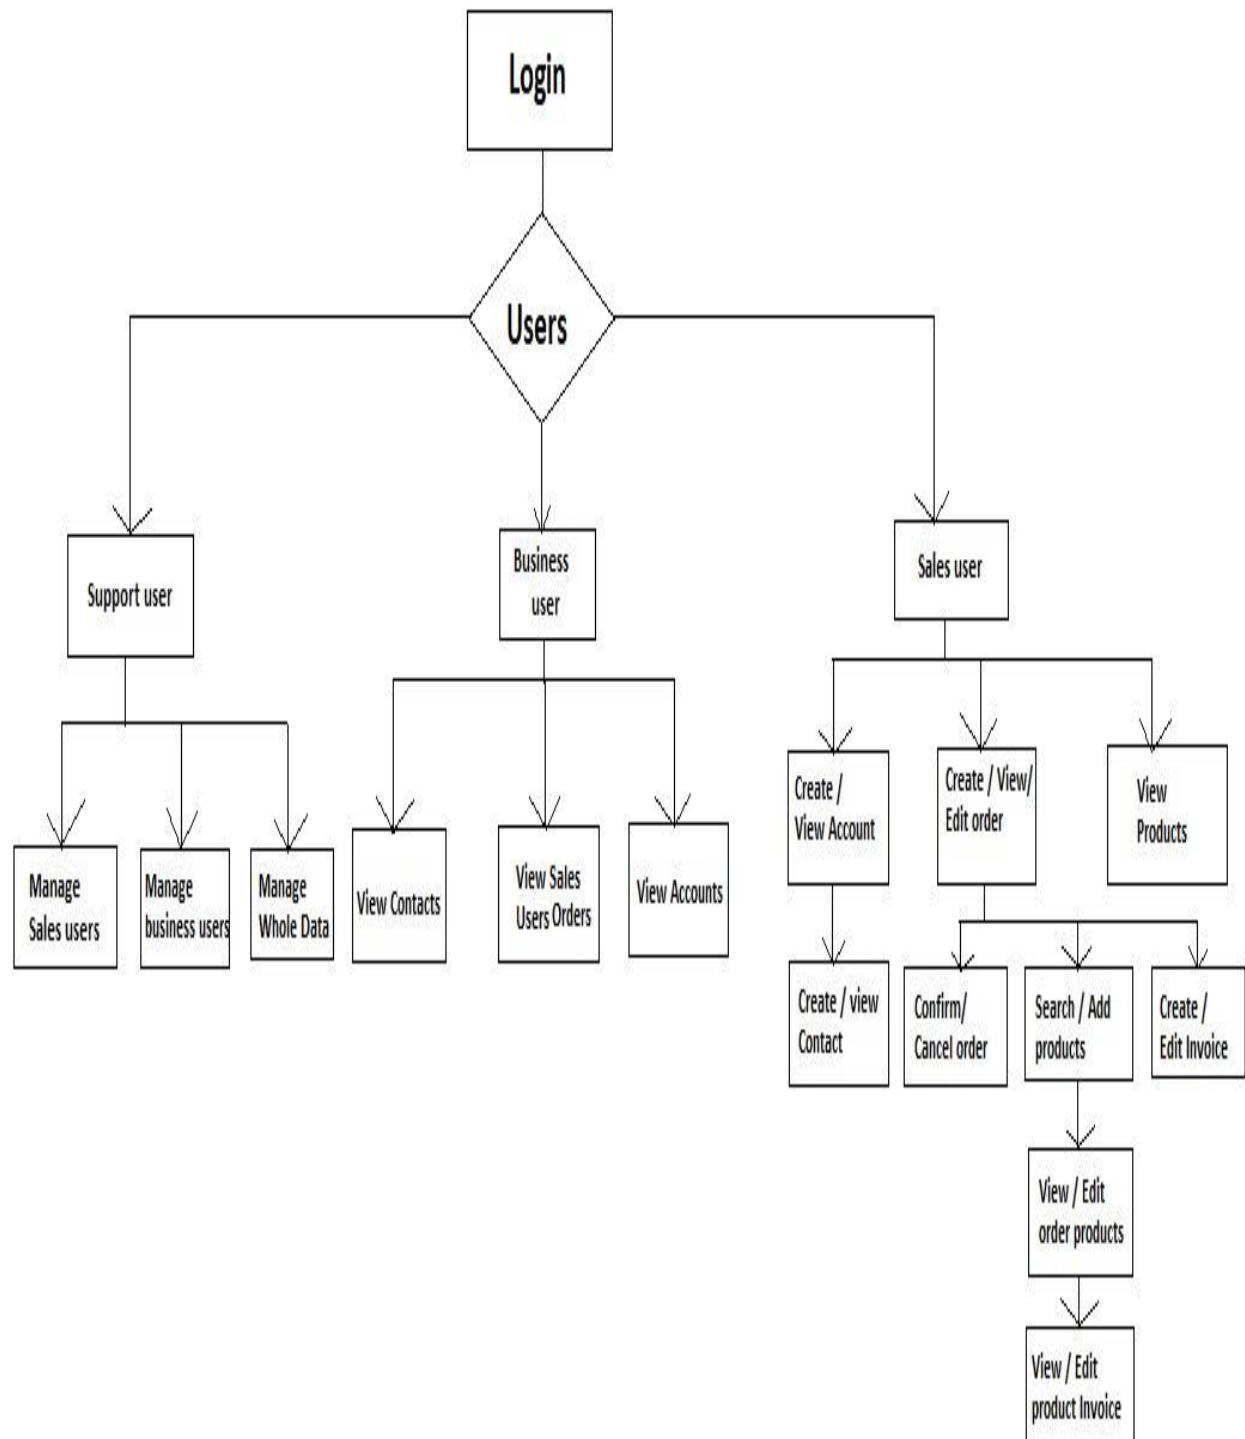 Login
Users
Support user
Business
user
Sales user
Manage
Sales users
Manage
business users
Manage
Whole Data
View Contacts
View Sales
Users Orders
View Accounts
Create /
View Account
Create / View/
Edit order
View
Products
Create / view
Contact
Confirm/
Cancel order
Search / Add
products
Create /
Edit Invoice
View / Edit
order products
View / Edit
product Invoice